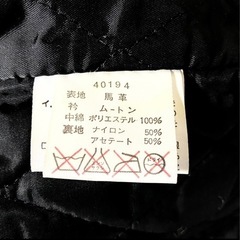 40194
表地 馬革
衿 ムートン
中綿 ポリエステル 100%
裏地 ナイロン 50%
アセテート 50%